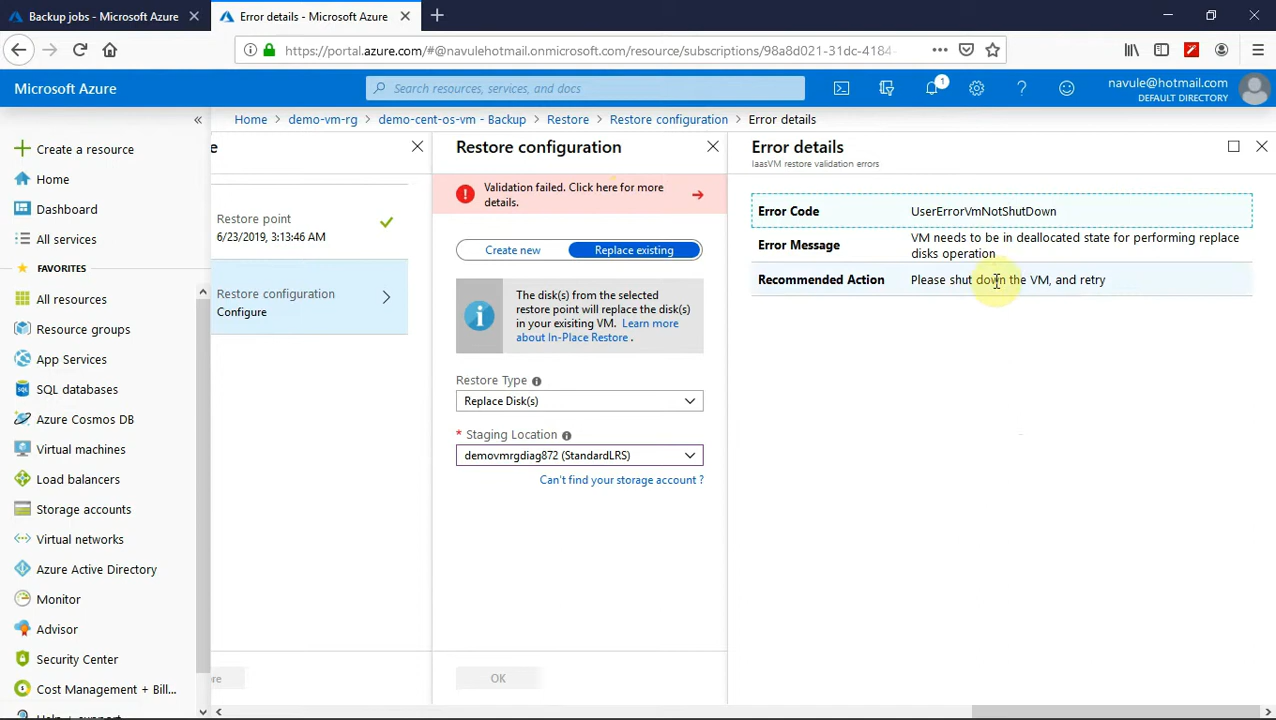 Backup jobs - Microsoft Azure
Error details - Microsoft Azure
https://portal.azure.com/#@navulehotmail.onmicrosoft.com/resource/subscriptions/98a8d021-31dc-4184-
Microsoft Azure
Search resources, services, and docs
1
navule@hotmail.com
DEFAULT DIRECTORY
Home
demo-vm-rg
demo-cent-os-vm - Backup
Restore
Restore configuration
Error details
Create a resource
Home
Dashboard
All services
FAVORITES
All resources
Resource groups
App Services
SQL databases
Azure Cosmos DB
Virtual machines
Load balancers
Storage accounts
Virtual networks
Azure Active Directory
Monitor
Advisor
Security Center
Cost Management + Bill...
Help + support
e
Restore point
6/23/2019, 3:13:46 AM
Restore configuration
Configure
re
Restore configuration
Validation failed. Click here for more
details.
Create new
Replace existing
The disk(s) from the selected
restore point will replace the disk(s)
in your exisiting VM. Learn more
about In-Place Restore .
Restore Type
Replace Disk(s)
* Staging Location
demovmrgdiag872 (StandardLRS)
Can't find your storage account ?
OK
Error details
IaasVM restore validation errors
Error Code
UserErrorVmNotShutDown
Error Message
VM needs to be in deallocated state for performing replace
disks operation
Recommended Action
Please shut down the VM, and retry